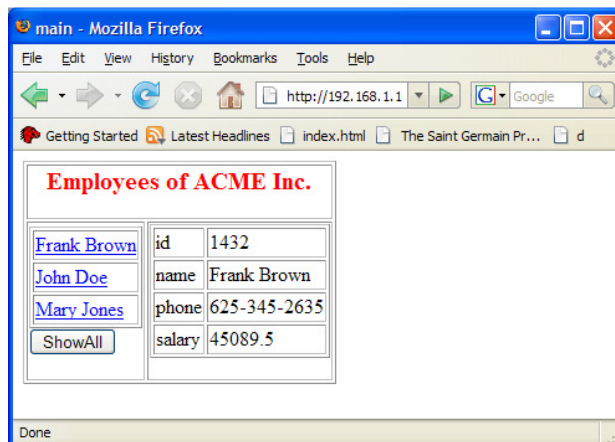 main - Mozilla Firefox
File Edit View History Bookmarks Tools Help
http://192.168.1.1 G Google
Getting Started Latest Headlines index.html The Saint Germain Pr... d
Employees of ACME Inc.
Frank Brown
John Doe
Mary Jones
ShowAll
id 1432
name Frank Brown
phone 625-345-2635
salary 45089.5
Done